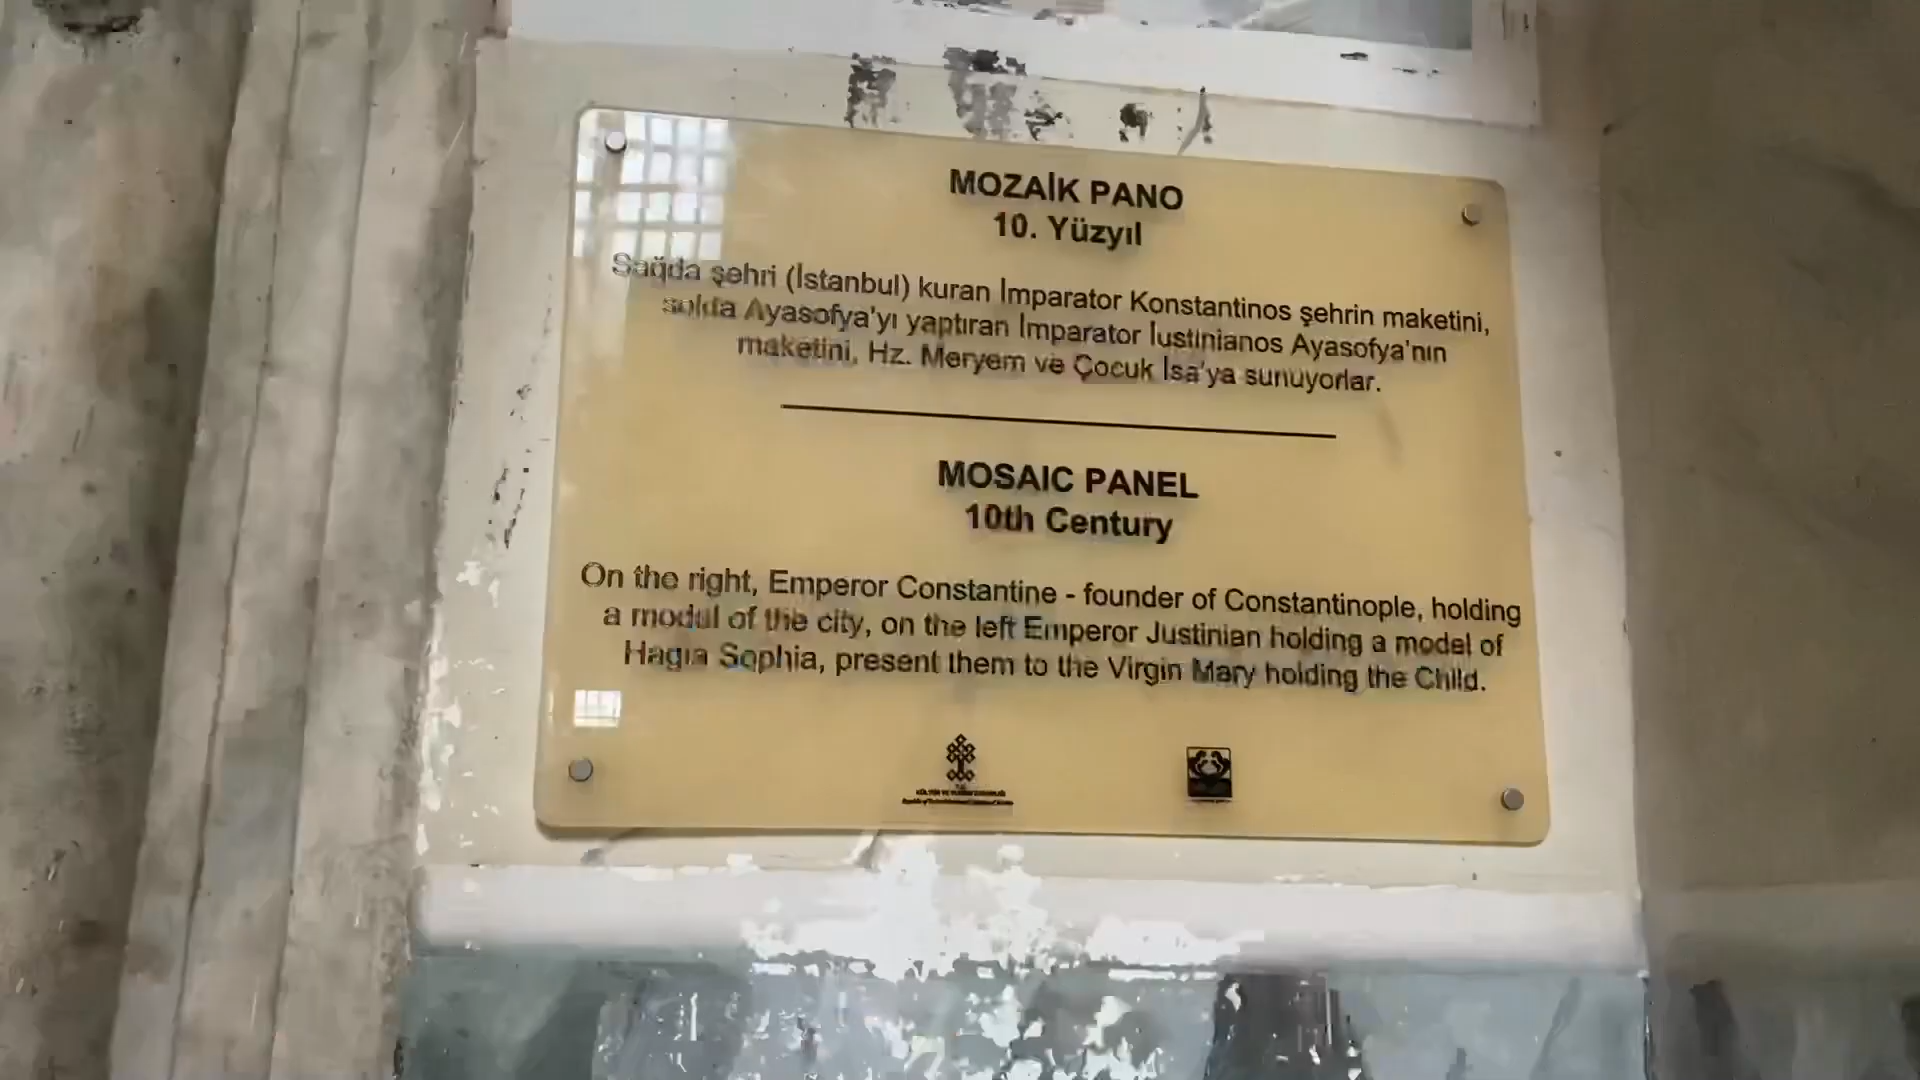 MOZAİK PANO
10. Yüzyıl
Sağda şehri (İstanbul) kuran İmparator Konstantinos şehrin maketini,
solda Ayasofya'yı yaptıran İmparator Iustinianos Ayasofya'nın
maketini, Hz. Meryem ve Çocuk İsa'ya sunuyorlar.
MOSAIC PANEL
10th Century
On the right, Emperor Constantine - founder of Constantinople, holding
a model of the city, on the left Emperor Justinian holding a model of
Hagia Sophia, present them to the Virgin Mary holding the Child.